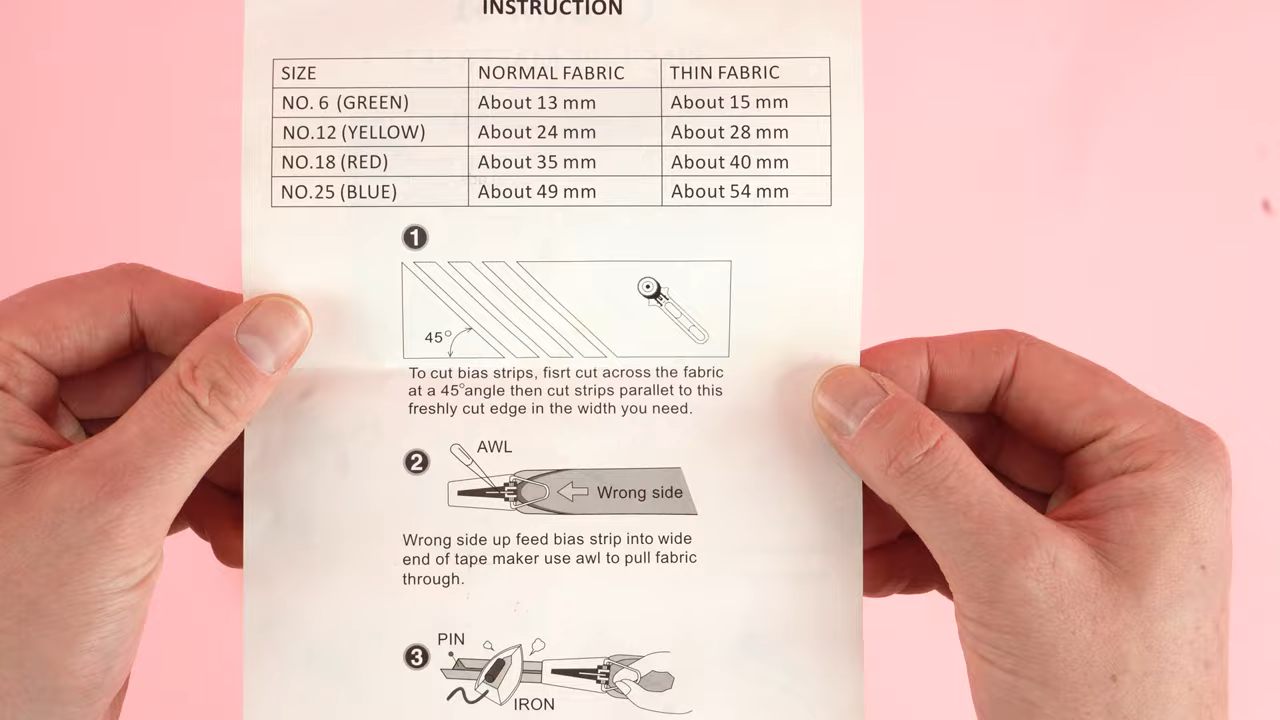 INSTRUCTION
SIZE NORMAL FABRIC THIN FABRIC
NO. 6 (GREEN) About 13 mm About 15 mm
NO.12 (YELLOW) About 24 mm About 28 mm
NO.18 (RED) About 35 mm About 40 mm
NO.25 (BLUE) About 49 mm About 54 mm
1
45°
To cut bias strips, fisrt cut across the fabric
at a 45°angle then cut strips parallet to this
freshly cut edge in the width you need.
2
AWL
Wrong side
Wrong side up feed bias strip into wide
end of tape maker use awl to pull fabric
through.
3
PIN
IRON